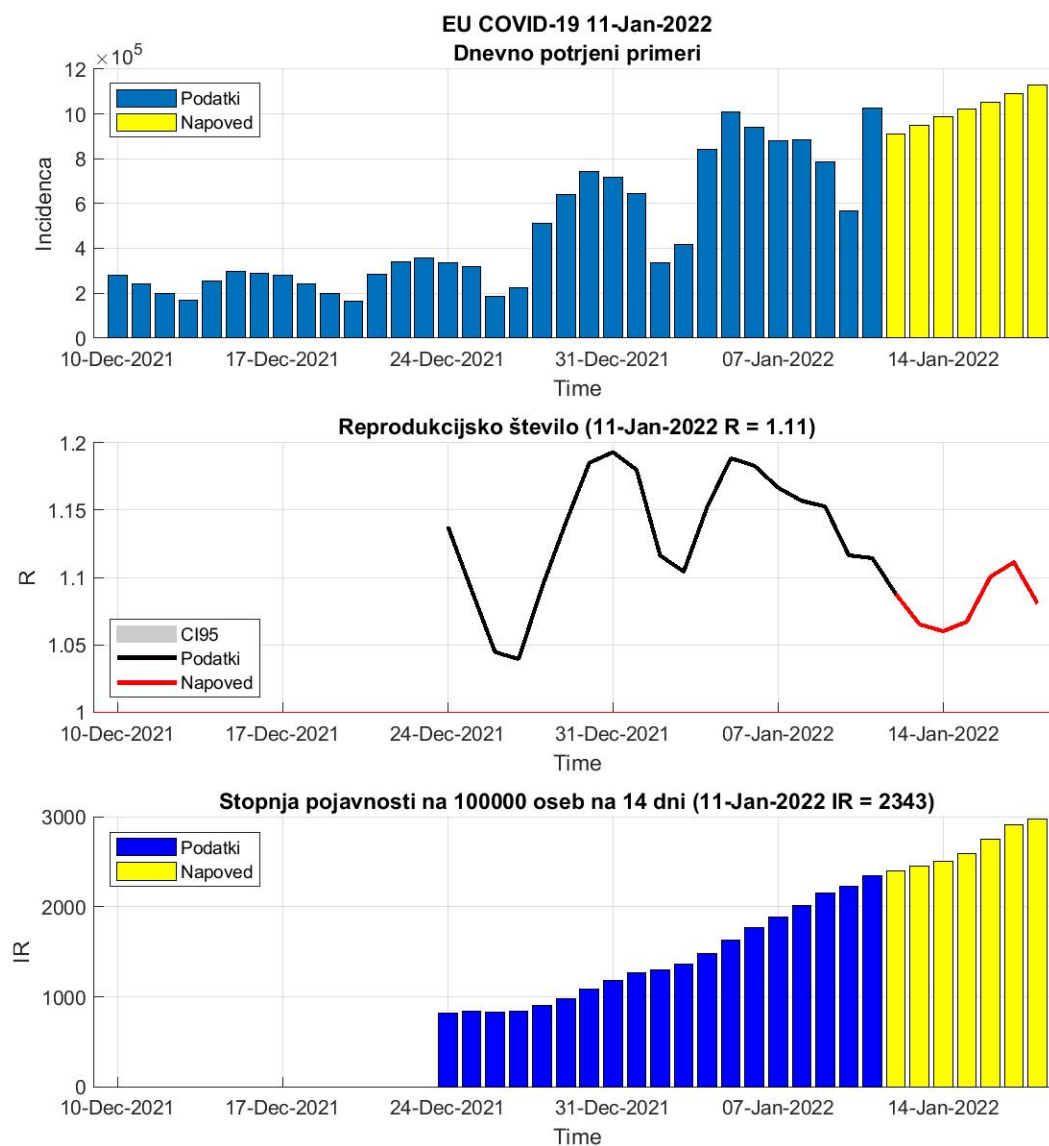 EU COVID-19 11-Jan-2022
Dnevno potrjeni primeri
×10^5
12
10
8
6
4
2
0
Incidenca
Podatki
Napoved
10-Dec-2021 17-Dec-2021 24-Dec-2021 31-Dec-2021 07-Jan-2022 14-Jan-2022
Time
Reprodukcijsko število (11-Jan-2022 R = 1.11)
1.2
1.15
1.1
1.05
1
R
CI95
Podatki
Napoved
10-Dec-2021 17-Dec-2021 24-Dec-2021 31-Dec-2021 07-Jan-2022 14-Jan-2022
Time
Stopnja pojavnosti na 100000 oseb na 14 dni (11-Jan-2022 IR = 2343)
3000
2000
1000
0
IR
Podatki
Napoved
10-Dec-2021 17-Dec-2021 24-Dec-2021 31-Dec-2021 07-Jan-2022 14-Jan-2022
Time